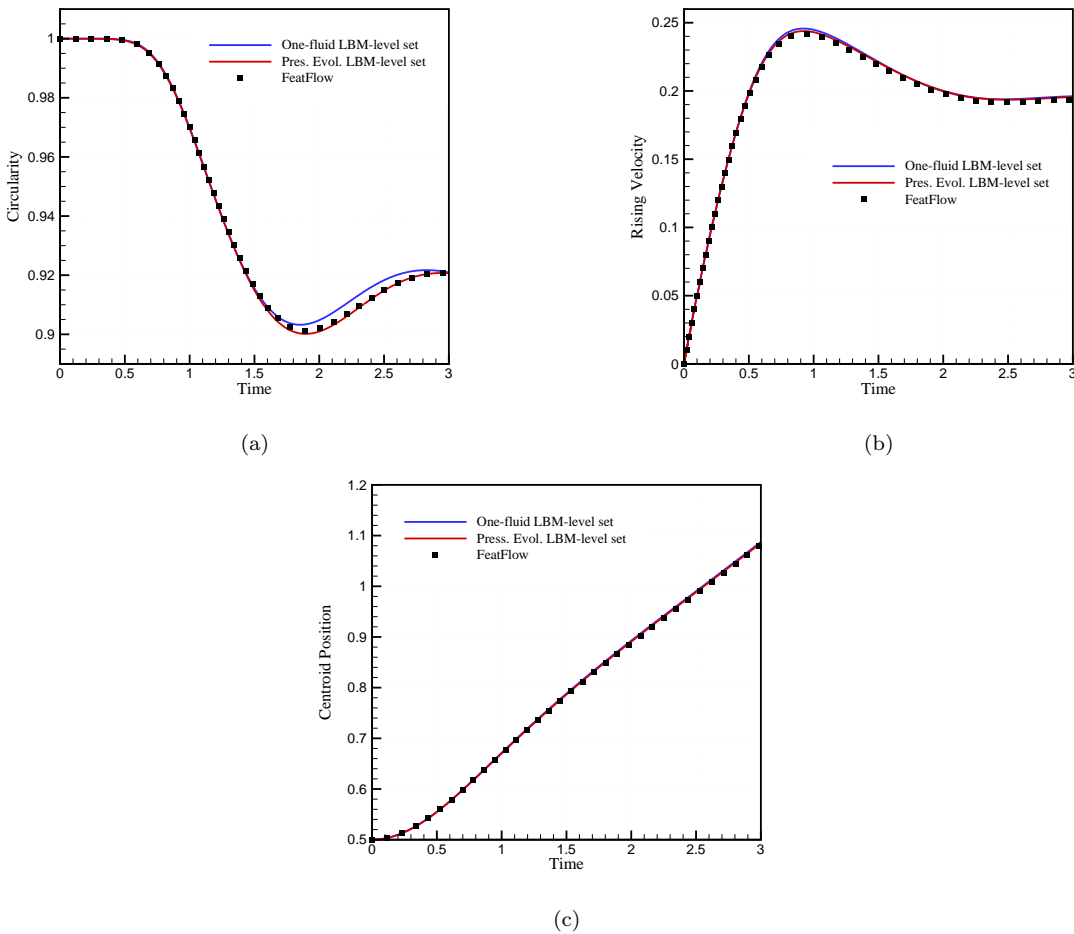 1
0.98
0.96
0.94
0.92
0.9
Circularity
0 0.5 1 1.5 2 2.5 3
Time
One-fluid LBM-level set
Pres. Evol. LBM-level set
FeatFlow
(a)
0.25
0.2
0.15
0.1
0.05
0
Rising Velocity
0 0.5 1 1.5 2 2.5 3
Time
One-fluid LBM-level set
Pres. Evol. LBM-level set
FeatFlow
(b)
1.2
1.1
1
0.9
0.8
0.7
0.6
0.5
Centroid Position
0 0.5 1 1.5 2 2.5 3
Time
One-fluid LBM-level set
Press. Evol. LBM-level set
FeatFlow
(c)